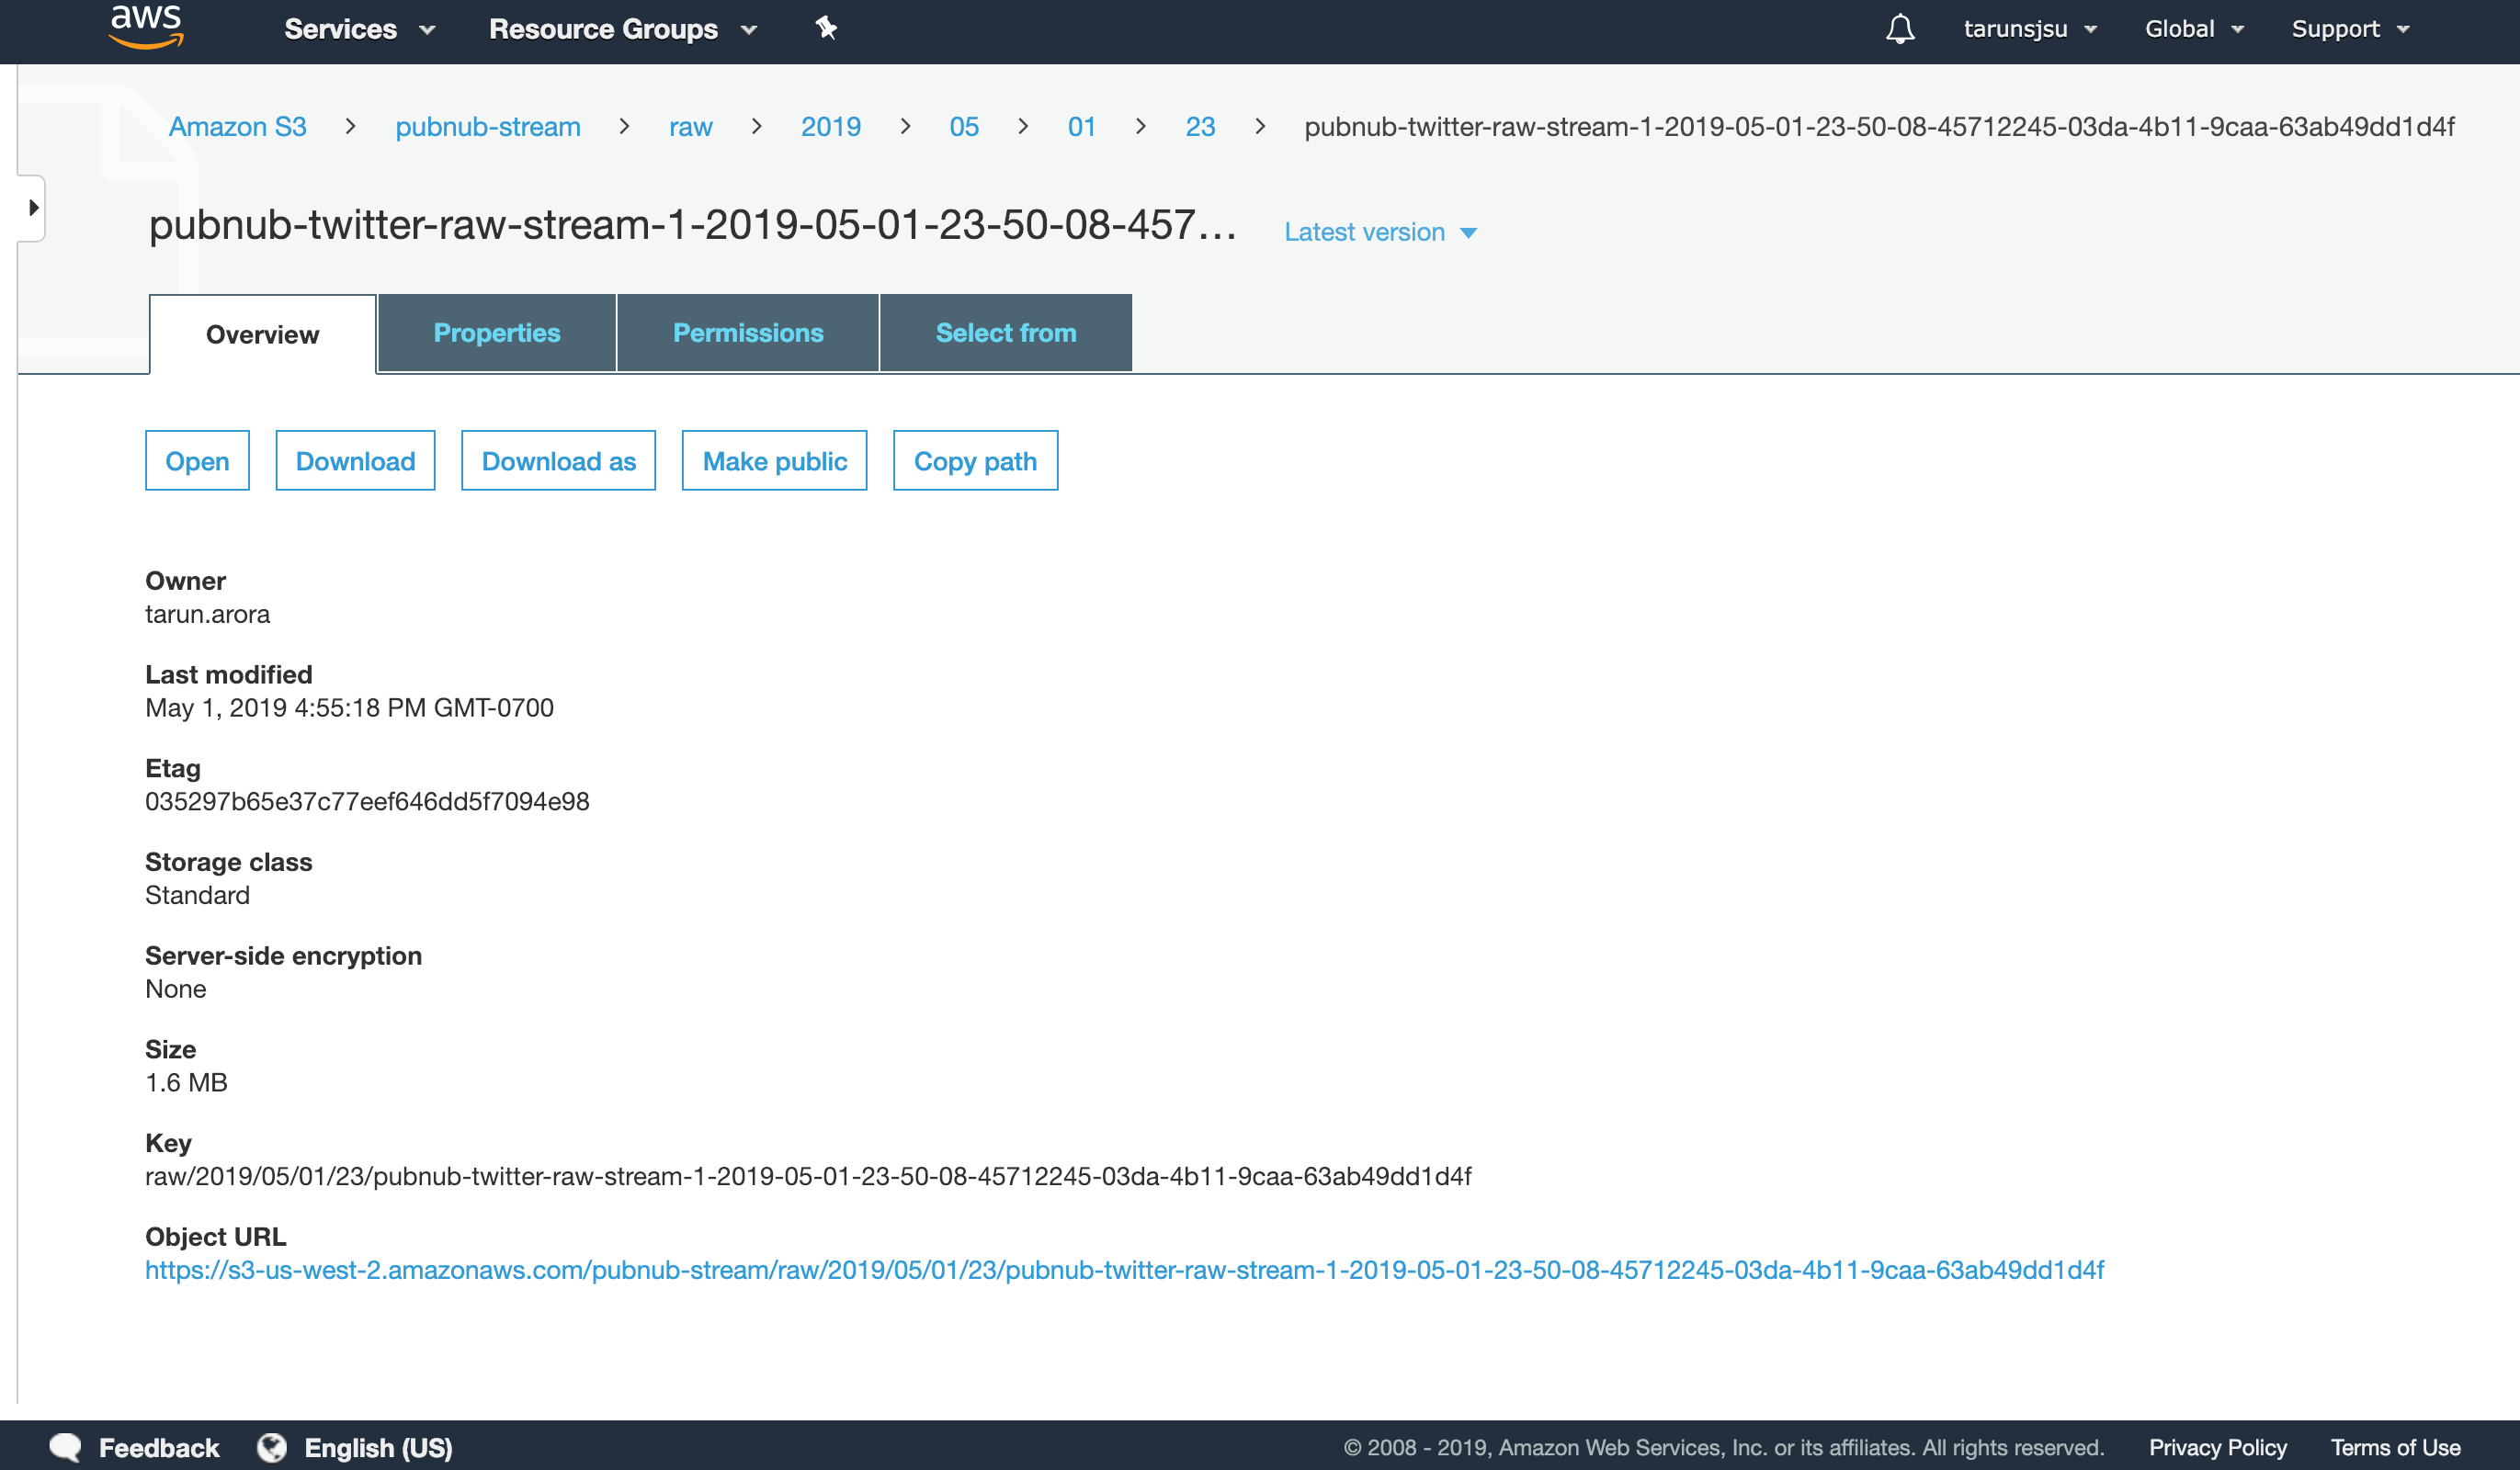 aws Services Resource Groups tarunsjsu Global Support
Amazon S3 > pubnub-stream > raw > 2019 > 05 > 01 > 23 > pubnub-twitter-raw-stream-1-2019-05-01-23-50-08-45712245-03da-4b11-9caa-63ab49dd1d4f
pubnub-twitter-raw-stream-1-2019-05-01-23-50-08-457... Latest version
Overview Properties Permissions Select from
Open Download Download as Make public Copy path
Owner
tarun.arora
Last modified
May 1, 2019 4:55:18 PM GMT-0700
Etag
035297b65e37c77eef646dd5f7094e98
Storage class
Standard
Server-side encryption
None
Size
1.6 MB
Key
raw/2019/05/01/23/pubnub-twitter-raw-stream-1-2019-05-01-23-50-08-45712245-03da-4b11-9caa-63ab49dd1d4f
Object URL
https://s3-us-west-2.amazonaws.com/pubnub-stream/raw/2019/05/01/23/pubnub-twitter-raw-stream-1-2019-05-01-23-50-08-45712245-03da-4b11-9caa-63ab49dd1d4f
Feedback English (US) © 2008 - 2019, Amazon Web Services, Inc. or its affiliates. All rights reserved. Privacy Policy Terms of Use